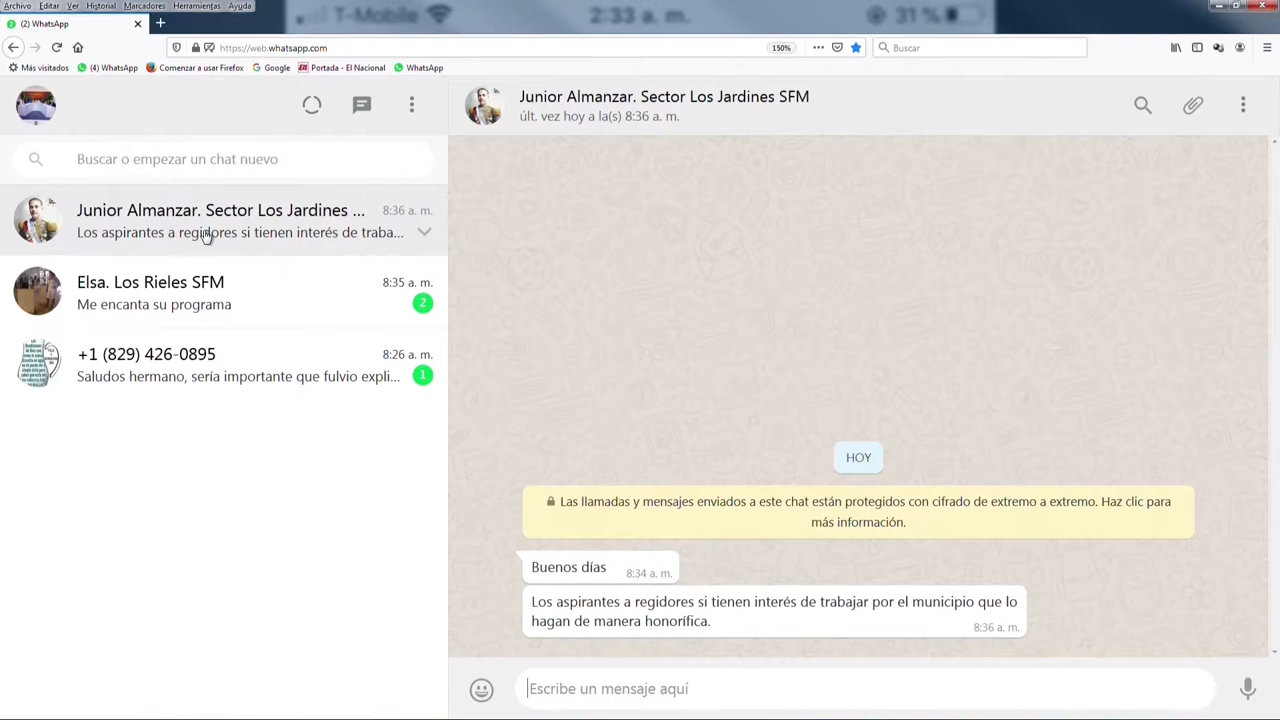 T-Mobile 2:33 a. m. 31 %
Archivo Editar Ver Historial Marcadores Herramientas Ayuda
(2) WhatsApp
https://web.whatsapp.com 150% Buscar
Más visitados (4) WhatsApp Comenzar a usar Firefox Google Portada - El Nacional WhatsApp
Buscar o empezar un chat nuevo
Junior Almanzar. Sector Los Jardines ... 8:36 a. m.
Los aspirantes a regidores si tienen interés de traba...
Elsa. Los Rieles SFM 8:35 a. m.
Me encanta su programa 2
+1 (829) 426-0895 8:26 a. m.
Saludos hermano, sería importante que fulvio expli... 1
Junior Almanzar. Sector Los Jardines SFM
últ. vez hoy a la(s) 8:36 a. m.
HOY
Las llamadas y mensajes enviados a este chat están protegidos con cifrado de extremo a extremo. Haz clic para
más información.
Buenos días 8:34 a. m.
Los aspirantes a regidores si tienen interés de trabajar por el municipio que lo
hagan de manera honorífica. 8:36 a. m.
Escribe un mensaje aquí